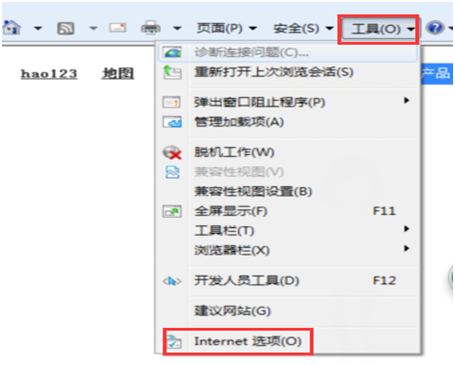 页面(P) 安全(S) 工具(O)
诊断连接问题(C)...
hao123 地图 重新打开上次浏览会话(S) 产品
弹出窗口阻止程序(P)
管理加载项(A)
脱机工作(W)
兼容性视图(V)
兼容性视图设置(B)
全屏显示(F) F11
工具栏(T)
浏览器栏(X)
开发人员工具(D) F12
建议网站(G)
Internet 选项(O)